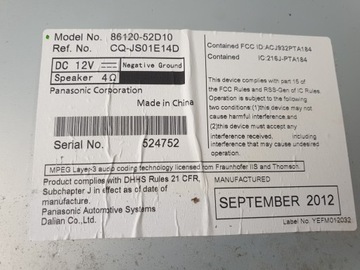 Model No. 86120-52D10
Ref. No. CQ-JS01E14D
DC 12V Negative Ground
Speaker 4Ω
Panasonic Corporation
Made in China
Serial No. 524752
Contained FCC ID:ACJ932PTA184
Contained IC:216J-PTA184
This device complies with part 15 of
the FCC Rules and RSS-Gen of IC Rules.
Operation is subject to the following
two conditions: (1)this device may not
cause harmful interference,and
(2)this device must accept any
interference received, including
interference that may cause
undesired operation.
MPEG Layer-3 audio coding technology licensed from Fraunhofer IIS and Thomson.
Product complies with DHHS Rules 21 CFR,
Subchapter J in effect as of date of
manufacture.
Panasonic Automotive Systems
Dalian Co.,Ltd.
MANUFACTURED
SEPTEMBER 2012
Label No. YEFM012032